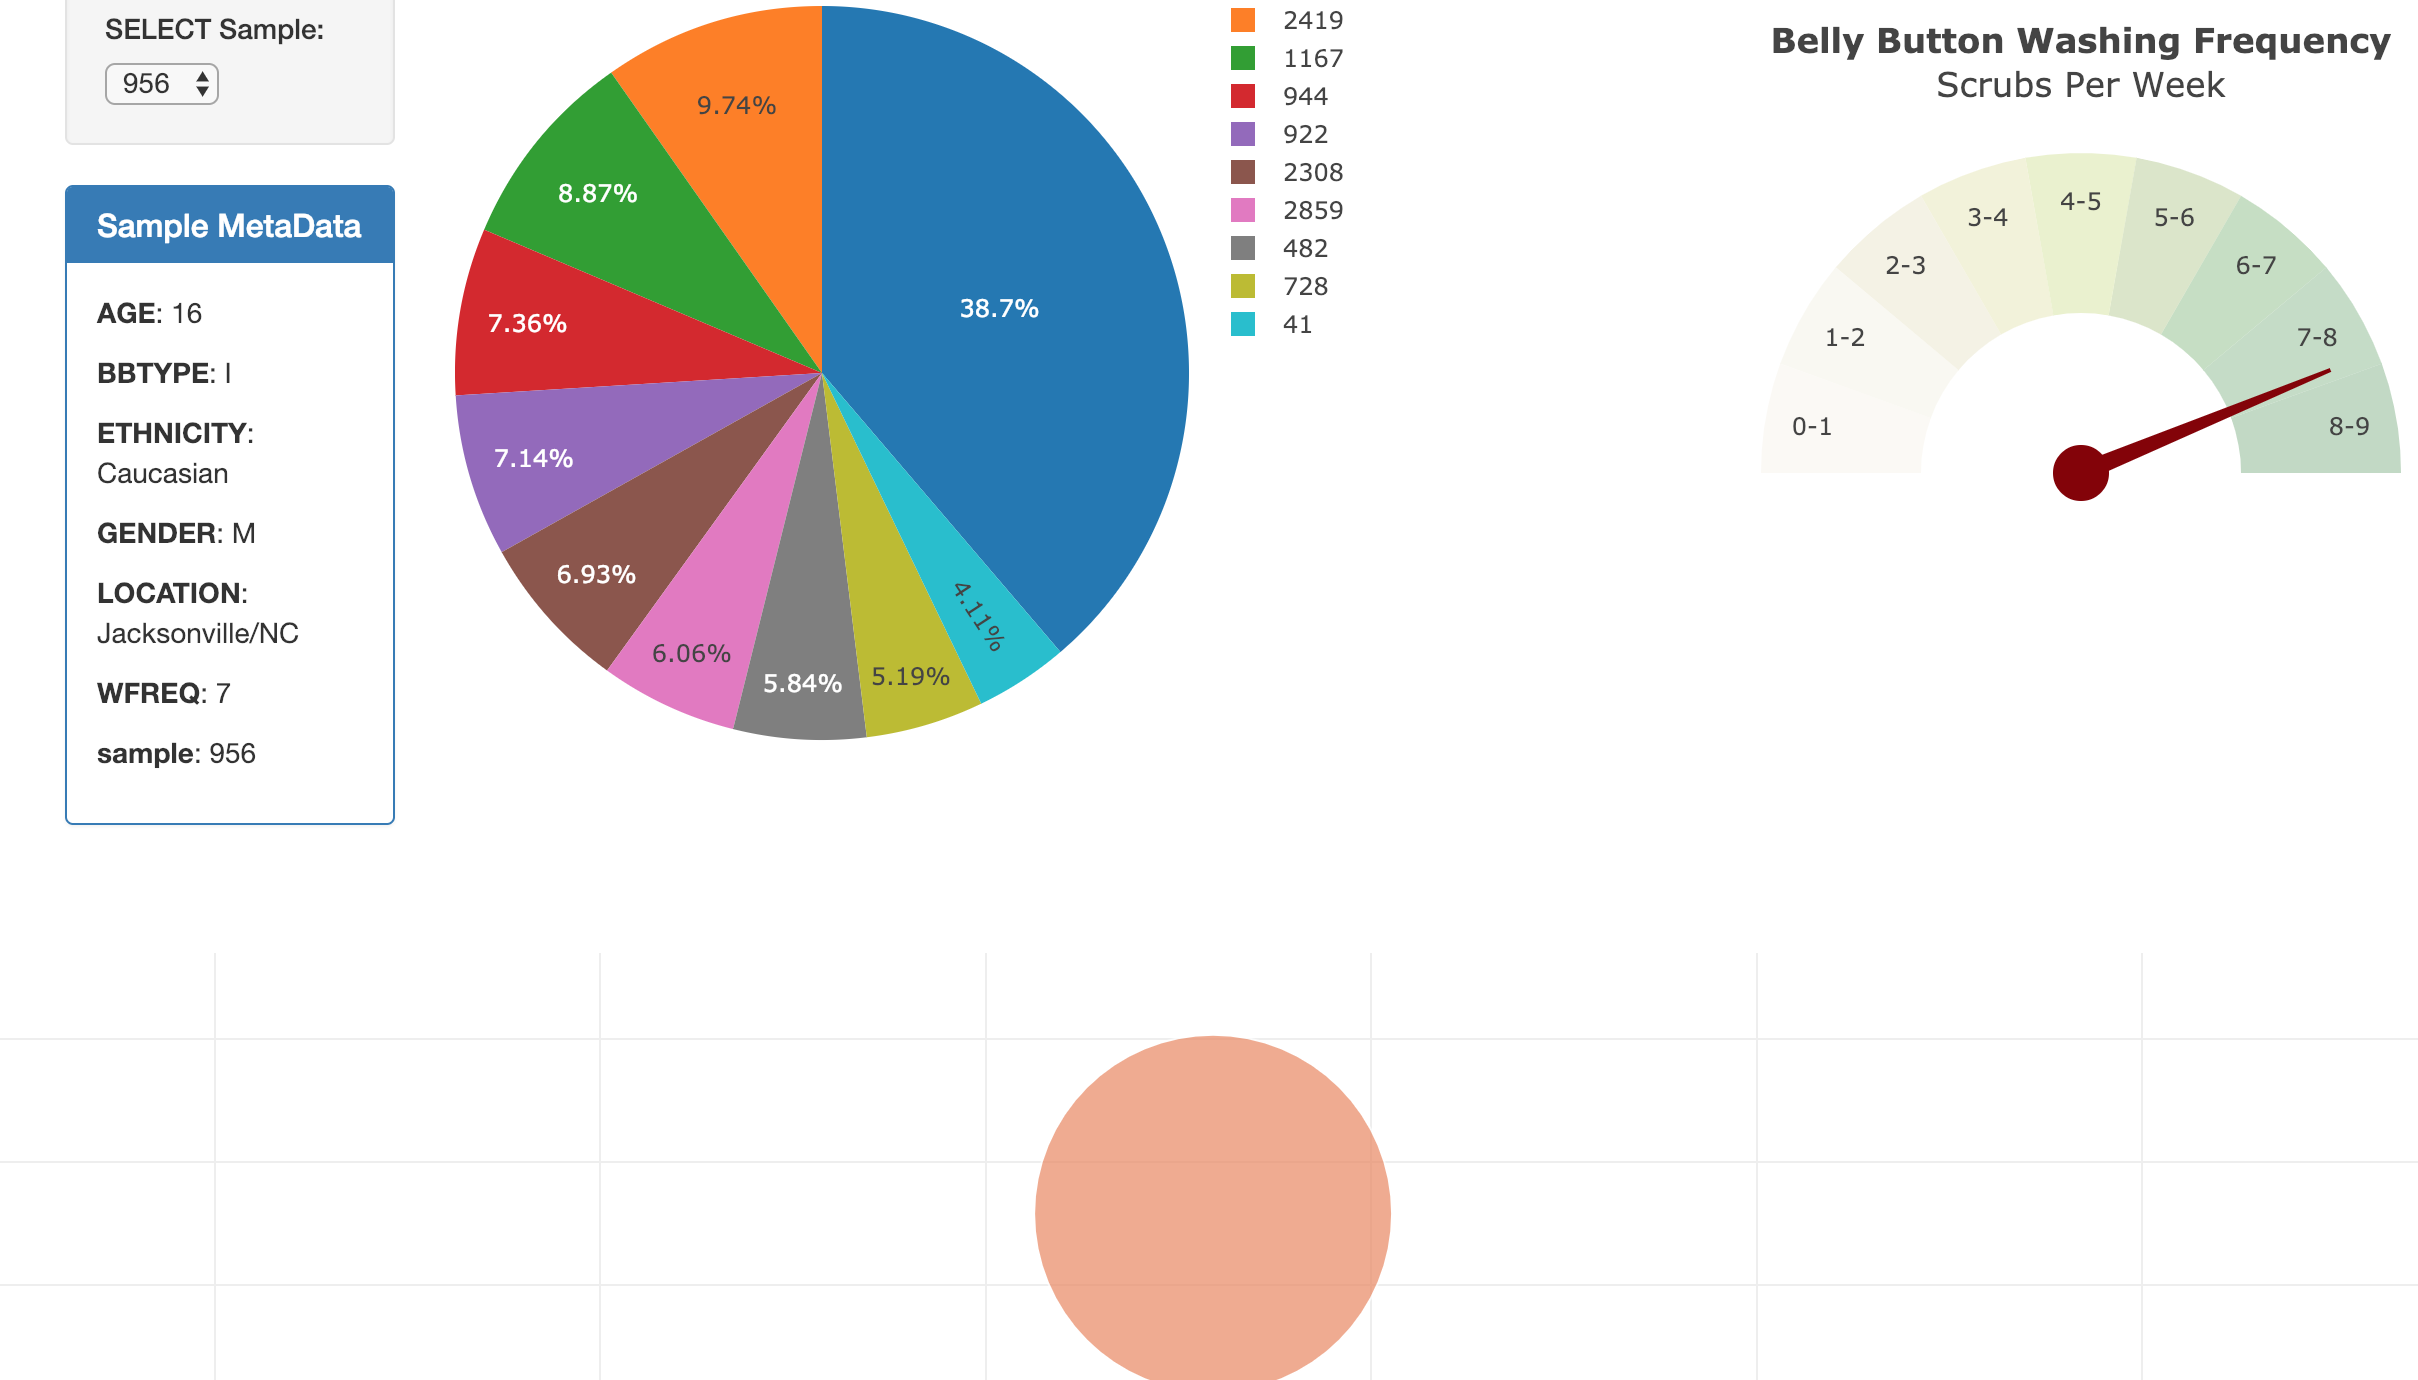 SELECT Sample:
956
Sample MetaData
AGE: 16
BBTYPE: I
ETHNICITY:
Caucasian
GENDER: M
LOCATION:
Jacksonville/NC
WFREQ: 7
sample: 956
38.7%
9.74%
8.87%
7.36%
7.14%
6.93%
6.06%
5.84%
5.19%
4.11%
2419
1167
944
922
2308
2859
482
728
41
Belly Button Washing Frequency
Scrubs Per Week
0-1
1-2
2-3
3-4
4-5
5-6
6-7
7-8
8-9